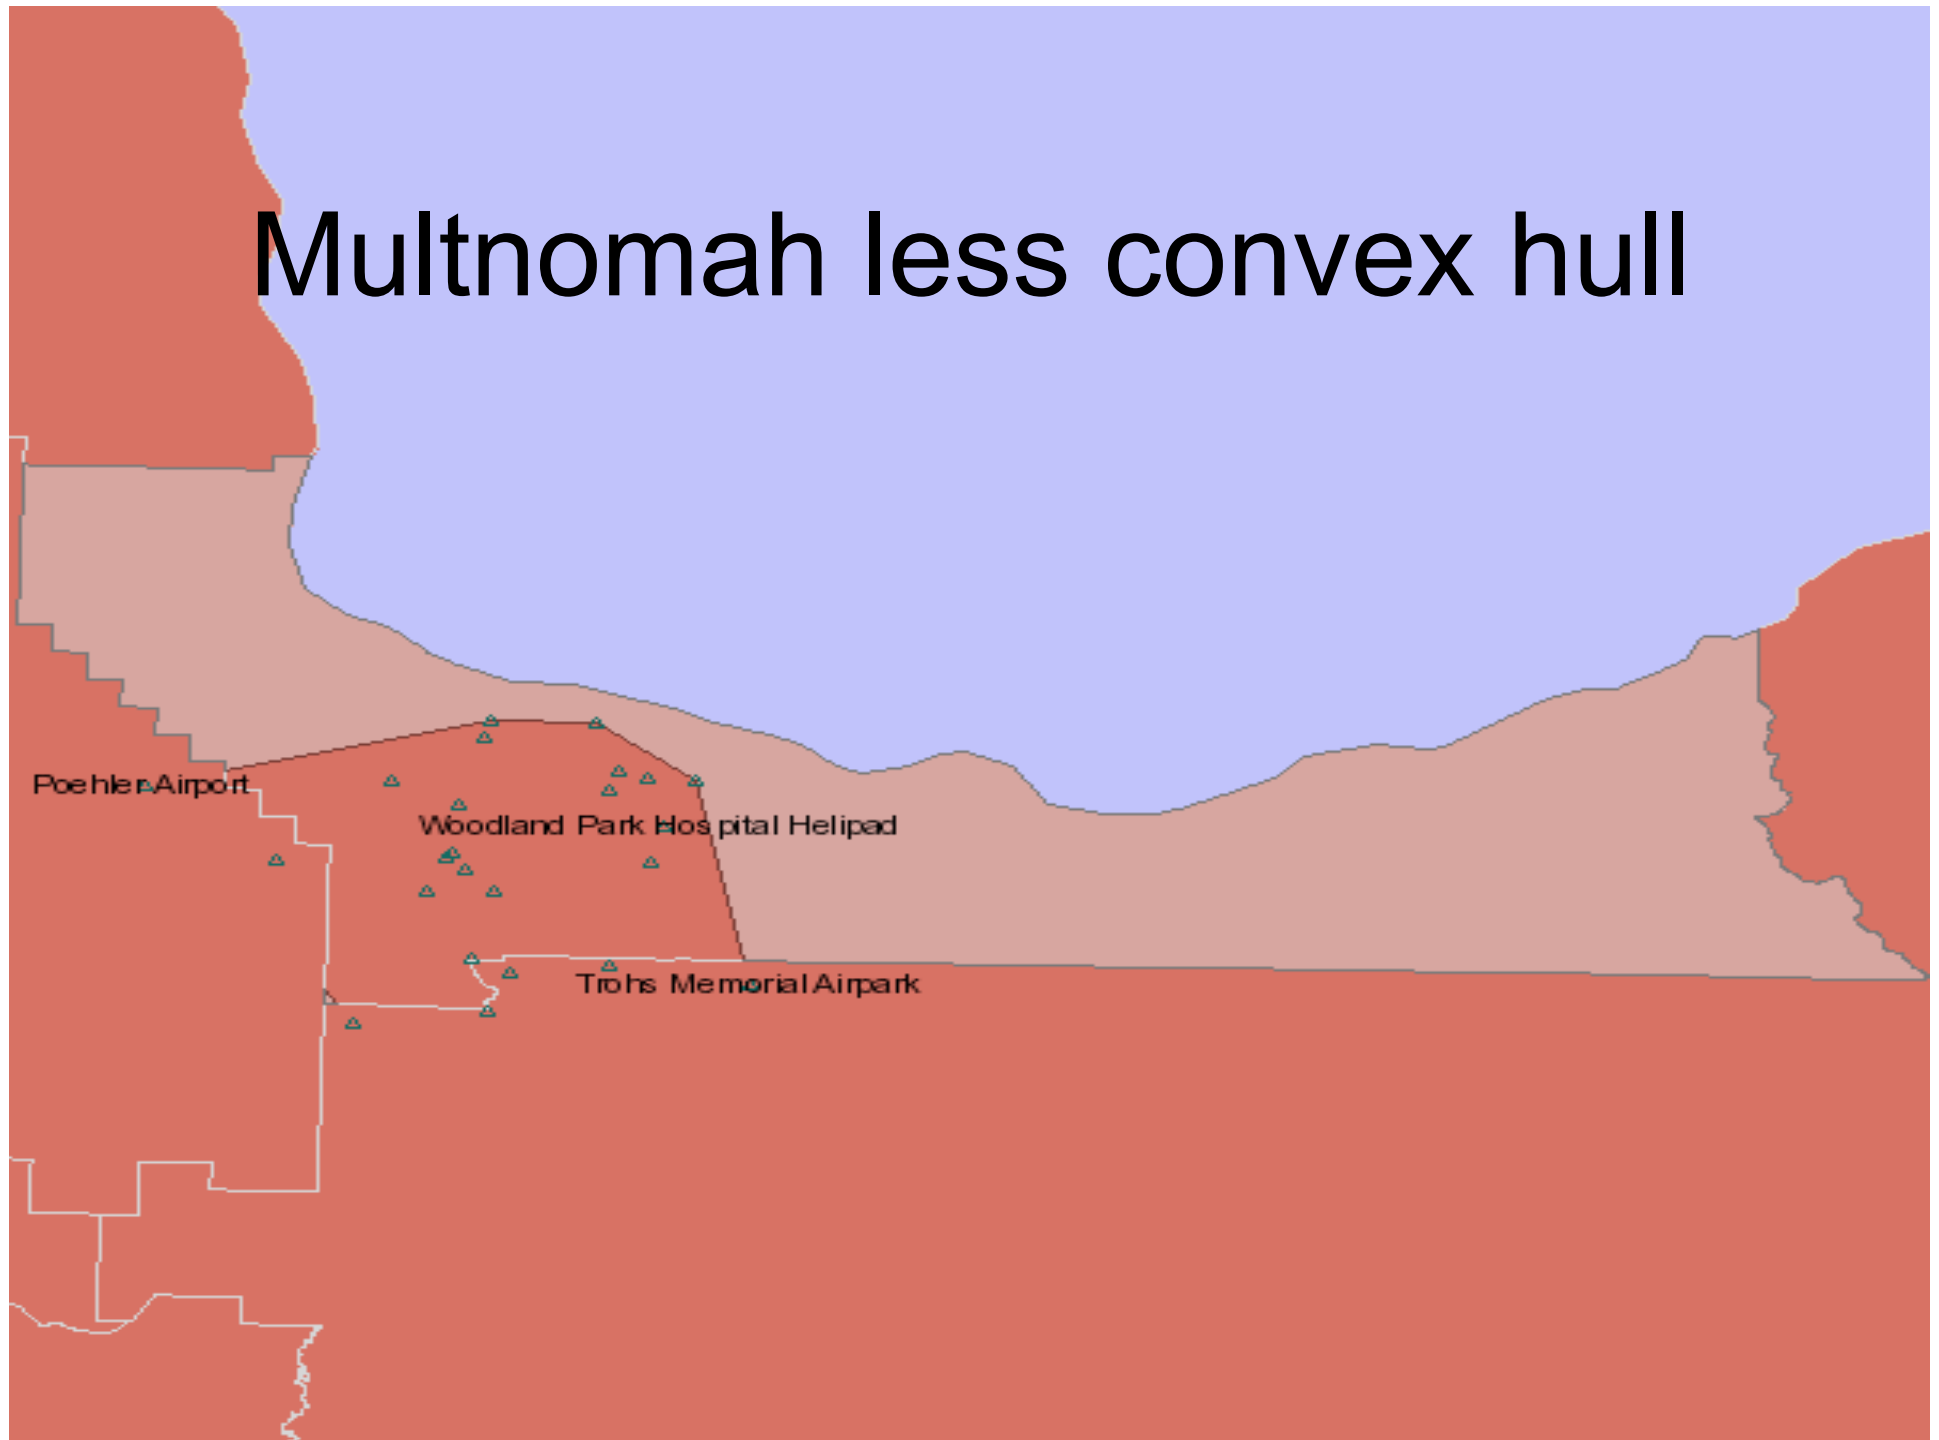 Multnomah less convex hull
Poehler Airport
Woodland Park Hospital Helipad
Trohs Memorial Airpark